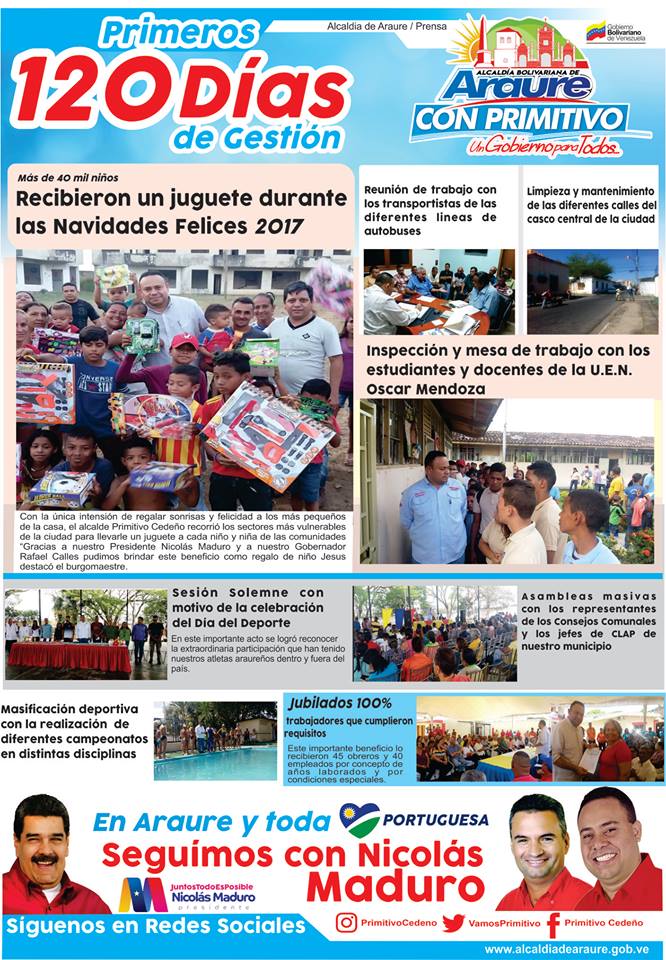 Primeros
120 Días
de Gestión
Alcaldia de Araure / Prensa
Gobierno
Bolivariano
de Venezuela
ALCALDÍA BOLIVARIANA DE
Araure
CON PRIMITIVO
Un Gobierno para Todos...
Más de 40 mil niños
Recibieron un juguete durante
las Navidades Felices 2017
Con la única intensión de regalar sonrisas y felicidad a los más pequeños
de la casa, el alcalde Primitivo Cedeño recorrió los sectores más vulnerables
de la ciudad para llevarle un juguete a cada niño y niña de las comunidades
“Gracias a nuestro Presidente Nicolás Maduro y a nuestro Gobernador
Rafael Calles pudimos brindar este beneficio como regalo de niño Jesus
destacó el burgomaestre.
Reunión de trabajo con
los transportistas de las
diferentes lineas de
autobuses
Limpieza y mantenimiento
de las diferentes calles del
casco central de la ciudad
Inspección y mesa de trabajo con los
estudiantes y docentes de la U.E.N.
Oscar Mendoza
Sesión Solemne con
motivo de la celebración
del Día del Deporte
En este importante acto se logró reconocer
la extraordinaria participación que han tenido
nuestros atletas araureños dentro y fuera del
país.
Asambleas masivas
con los representantes
de los Consejos Comunales
y los jefes de CLAP de
nuestro municipio
Masificación deportiva
con la realización de
diferentes campeonatos
en distintas disciplinas
Jubilados 100%
trabajadores que cumplieron
requisitos
Este importante beneficio lo
recibieron 45 obreros y 40
empleados por concepto de
años laborados y por
condiciones especiales.
En Araure y toda PORTUGUESA
Seguímos con Nicolás
Maduro
JuntosTodoEsPosible
Nicolás Maduro
presidente
Síguenos en Redes Sociales
PrimitivoCedeno VamosPrimitivo Primitivo Cedeño
www.alcaldiadearaure.gob.ve